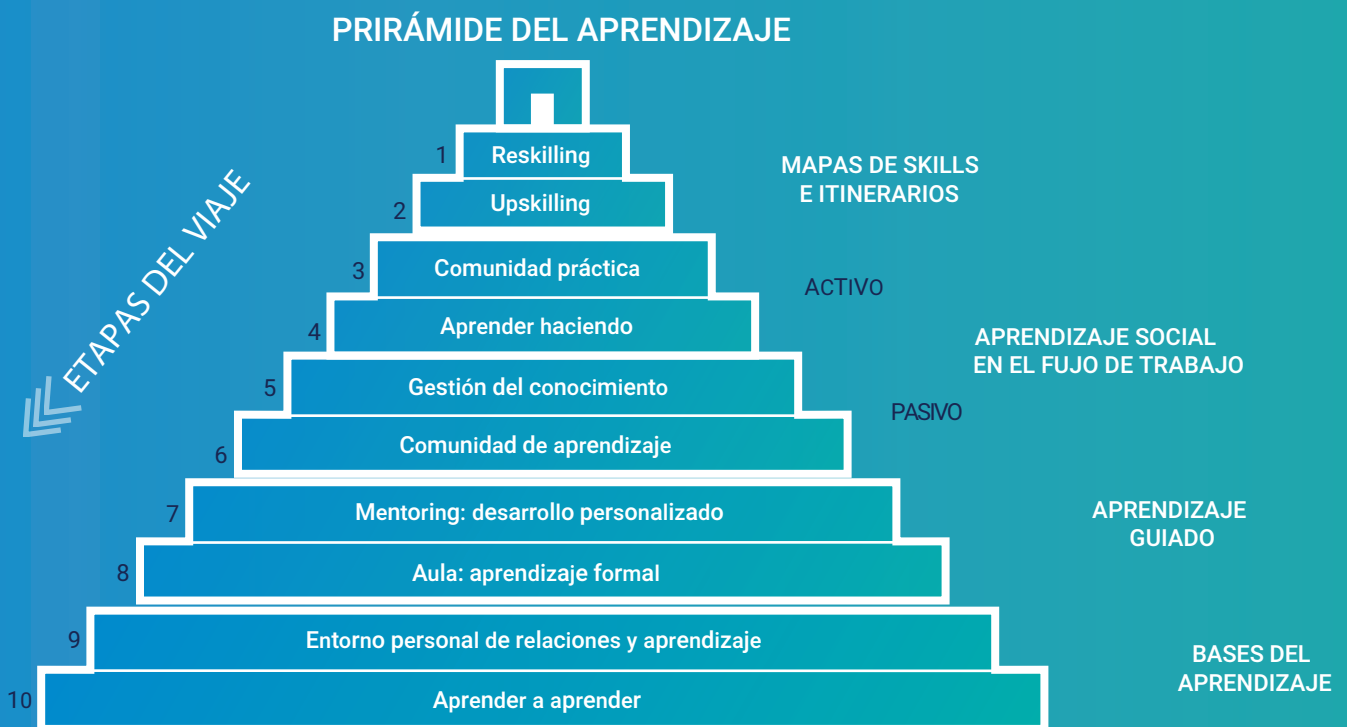 PRIRÁMIDE DEL APRENDIZAJE
ETAPAS DEL VIAJE
1 Reskilling
2 Upskilling
MAPAS DE SKILLS
E ITINERARIOS
3 Comunidad práctica
ACTIVO
4 Aprender haciendo
APRENDIZAJE SOCIAL
EN EL FUJO DE TRABAJO
5 Gestión del conocimiento
PASIVO
6 Comunidad de aprendizaje
7 Mentoring: desarrollo personalizado
APRENDIZAJE
GUIADO
8 Aula: aprendizaje formal
9 Entorno personal de relaciones y aprendizaje
BASES DEL
APRENDIZAJE
10 Aprender a aprender